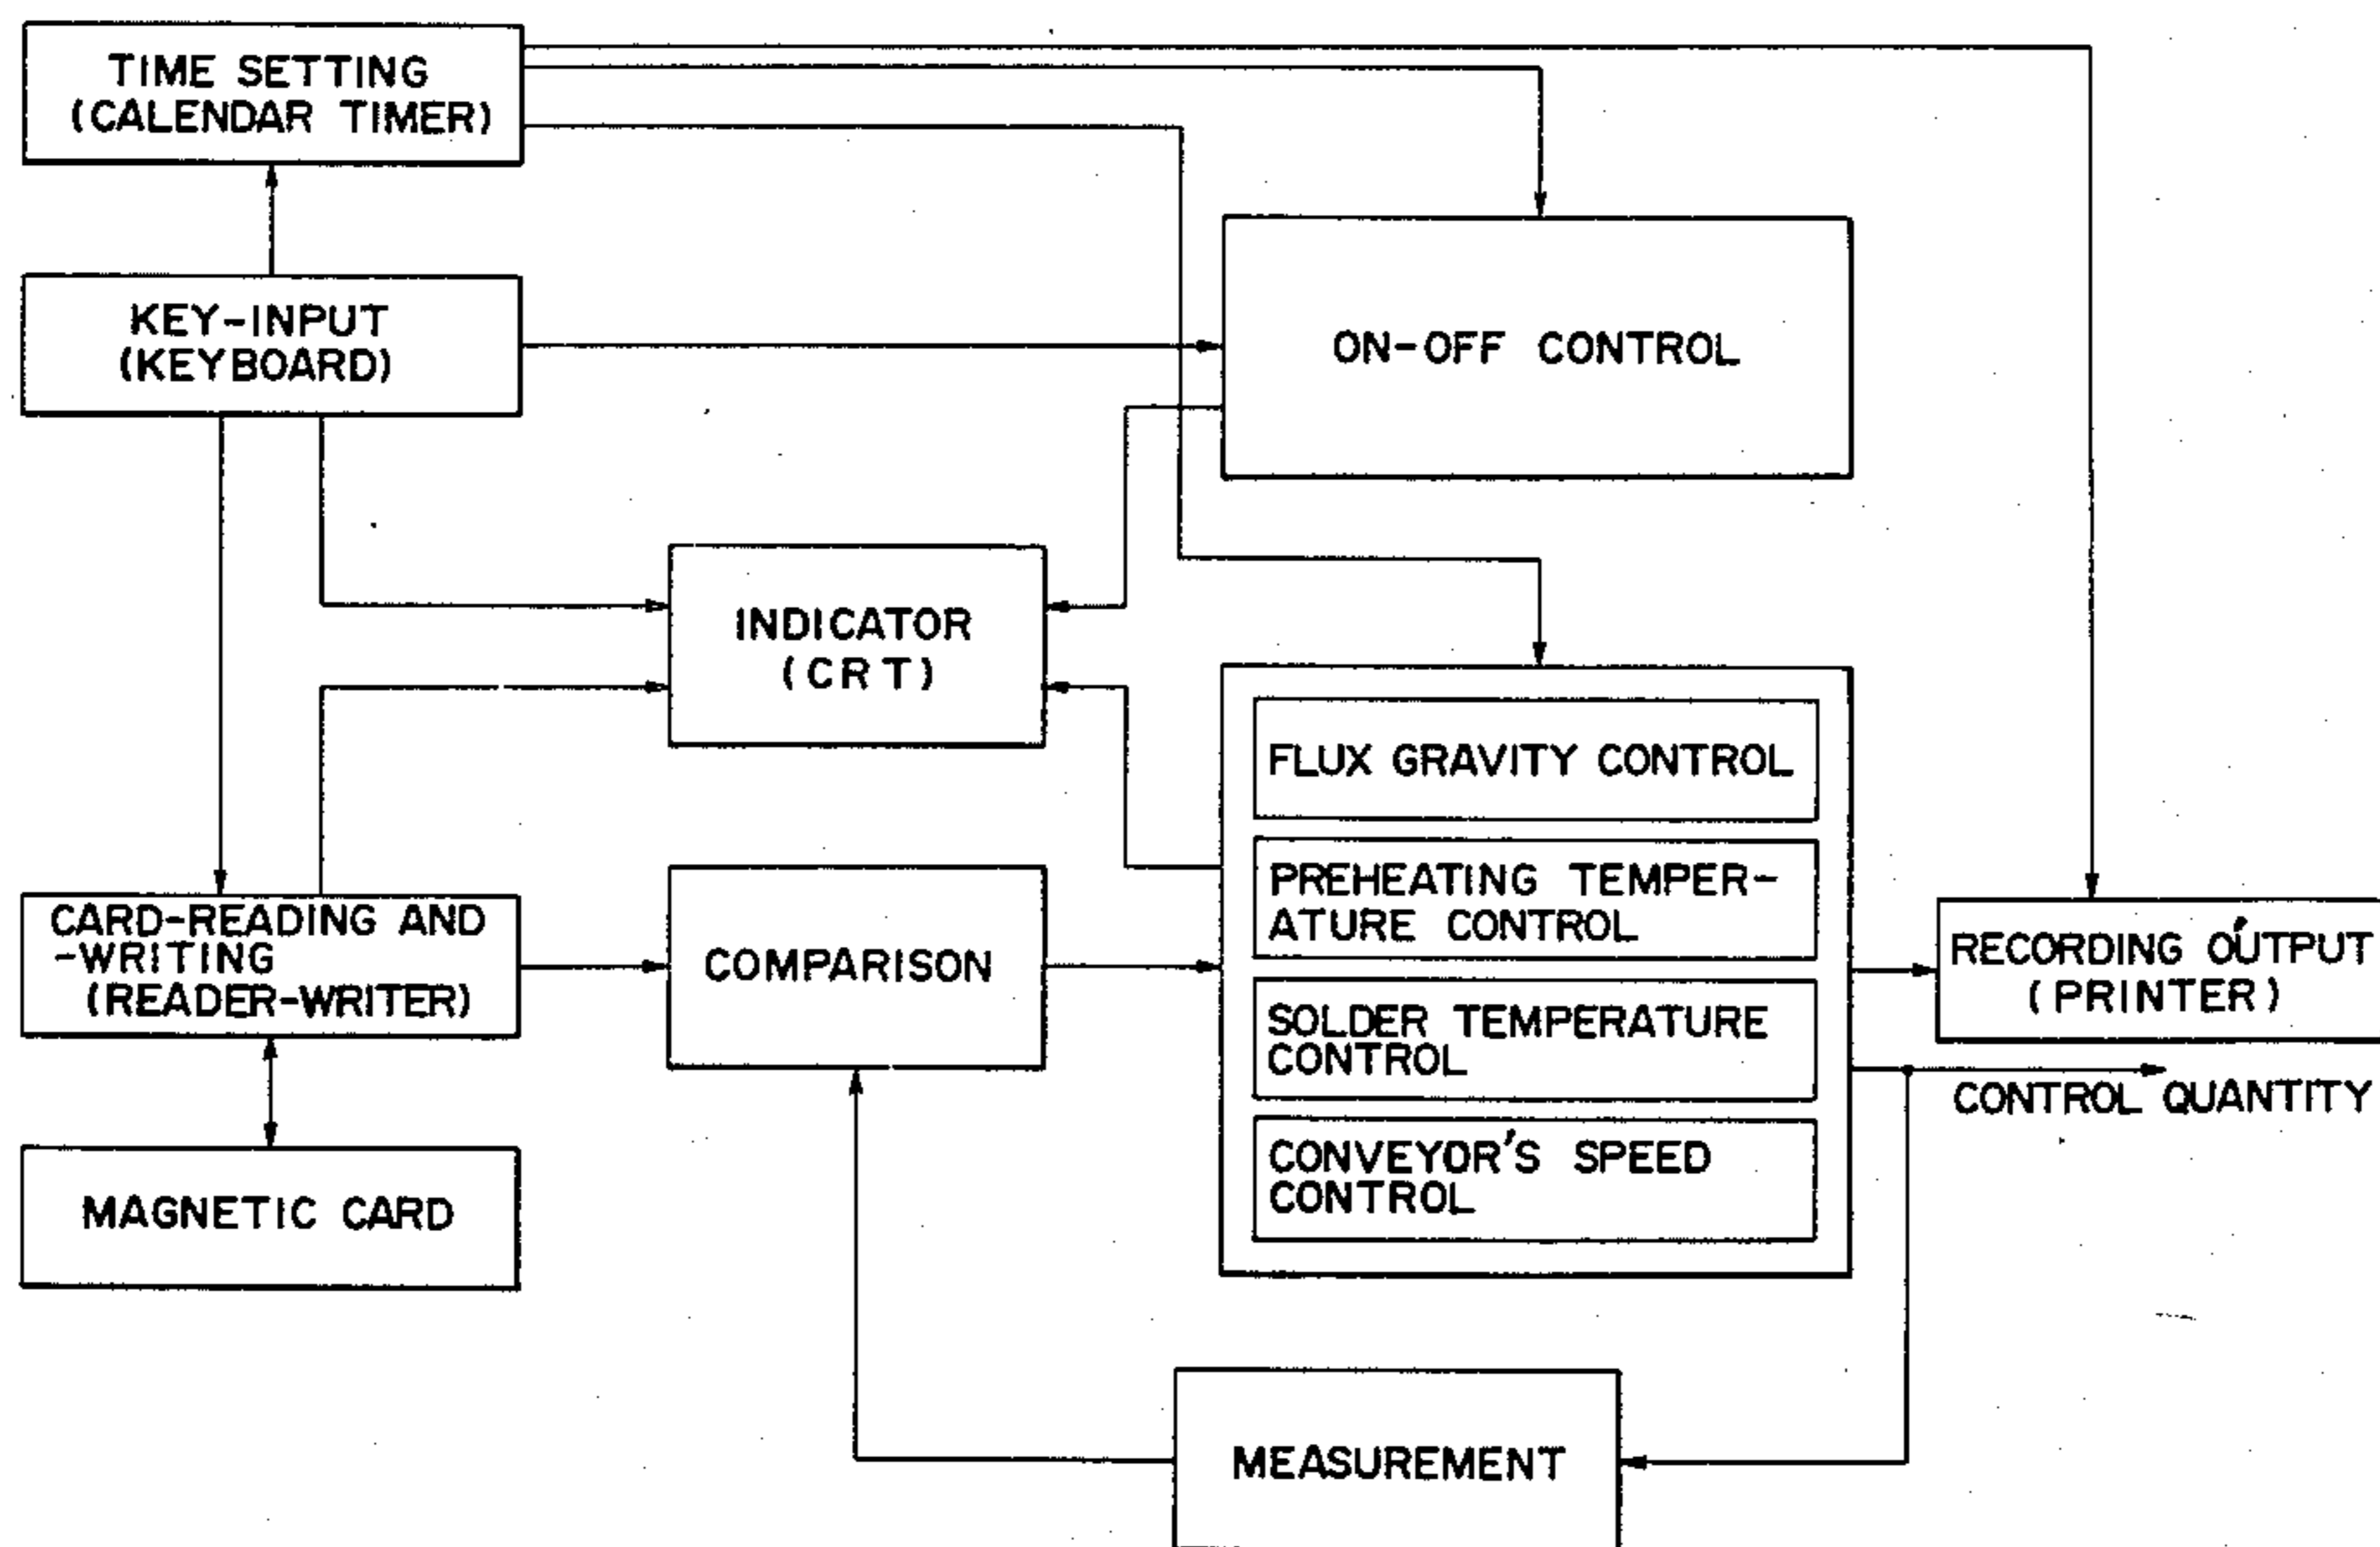 TIME SETTING
(CALENDAR TIMER)
KEY-INPUT
(KEYBOARD)
ON-OFF CONTROL
INDICATOR
(CRT)
FLUX GRAVITY CONTROL
PREHEATING TEMPER-
ATURE CONTROL
SOLDER TEMPERATURE
CONTROL
CONVEYOR'S SPEED
CONTROL
CARD-READING AND
-WRITING
(READER-WRITER)
COMPARISON
RECORDING OUTPUT
(PRINTER)
CONTROL QUANTITY
MAGNETIC CARD
MEASUREMENT